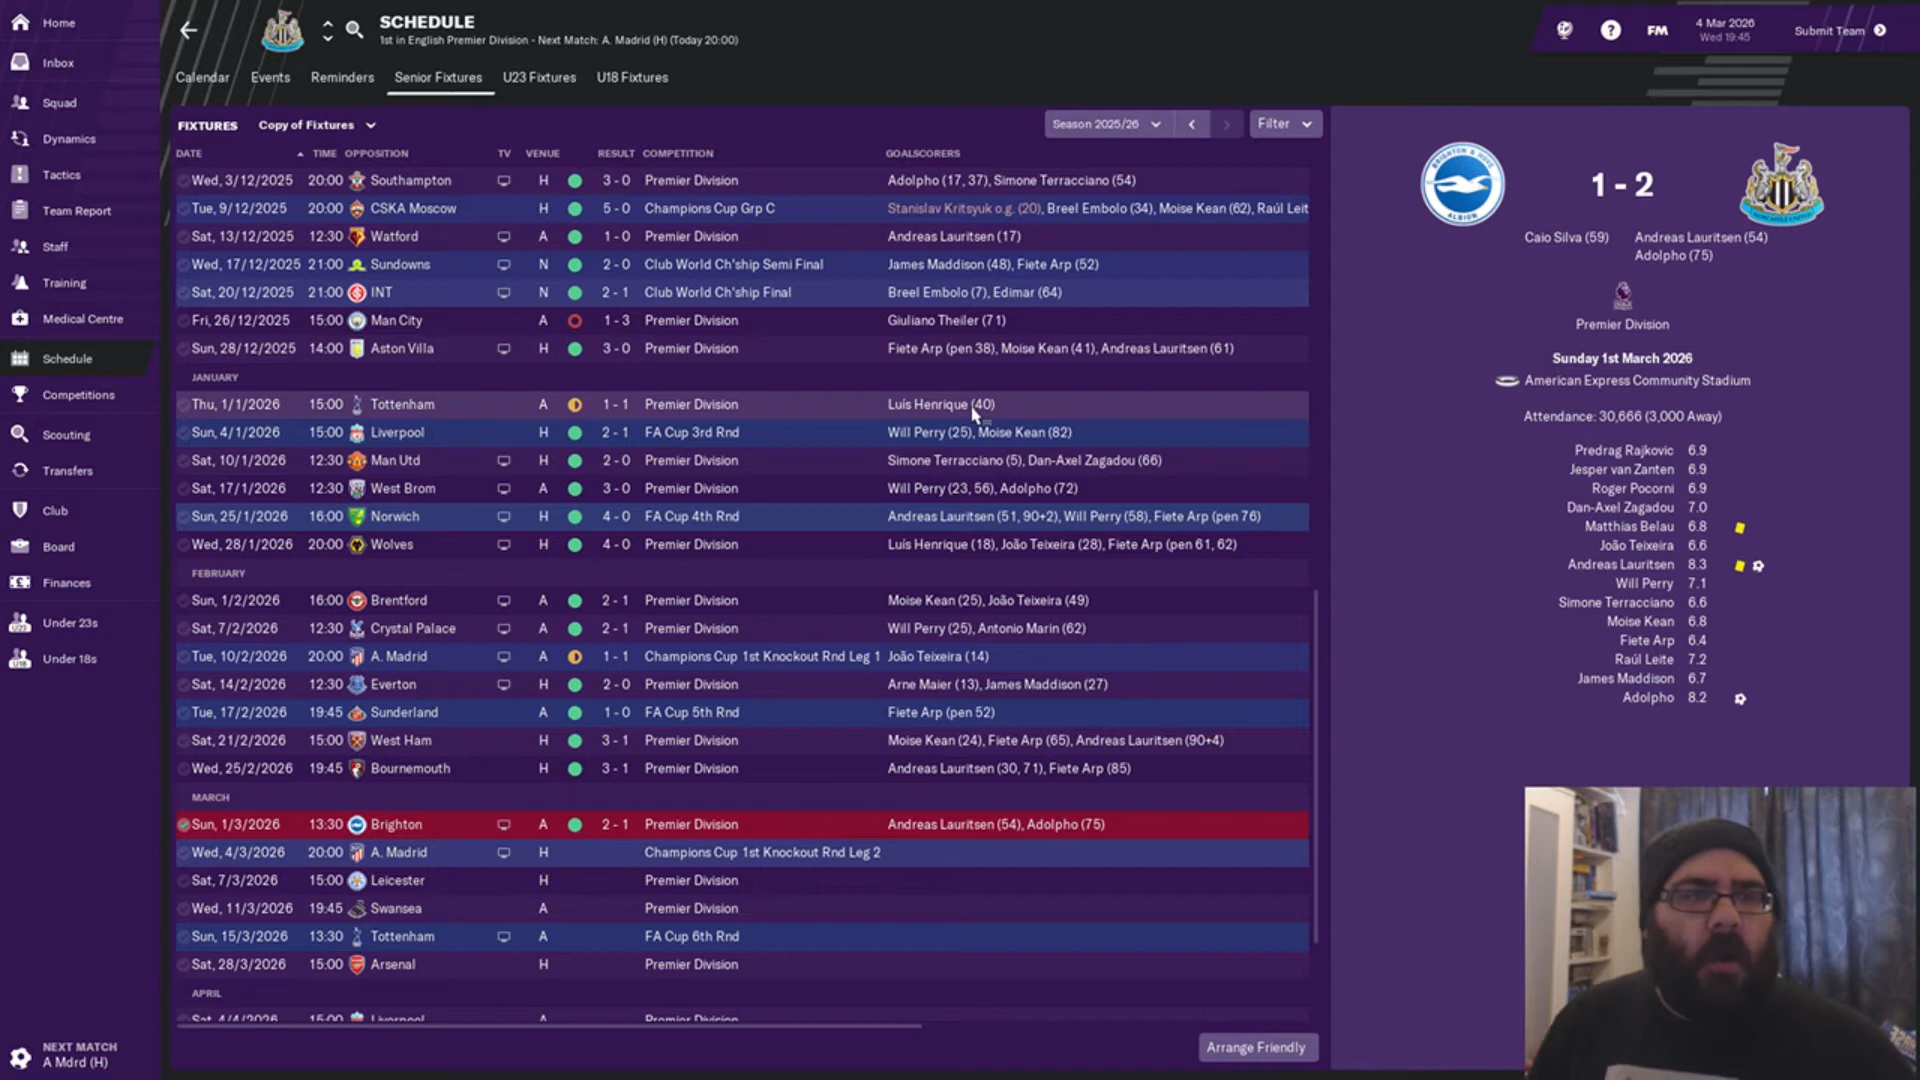 Home
Inbox
Squad
Dynamics
Tactics
Team Report
Staff
Training
Medical Centre
Schedule
Competitions
Scouting
Transfers
Club
Board
Finances
Under 23s
Under 18s
NEXT MATCH
A Mdrd (H)
SCHEDULE
1st in English Premier Division - Next Match: A. Madrid (H) (Today 20:00)
FM
4 Mar 2026
Wed 19:45
Submit Team
Calendar Events Reminders Senior Fixtures U23 Fixtures U18 Fixtures
FIXTURES Copy of Fixtures Season 2025/26 Filter
DATE TIME OPPOSITION TV VENUE RESULT COMPETITION GOALSCORERS
Wed, 3/12/2025 20:00 Southampton H 3 - 0 Premier Division Adolpho (17, 37), Simone Terracciano (54)
Tue, 9/12/2025 20:00 CSKA Moscow H 5 - 0 Champions Cup Grp C Stanislav Kritsyuk o.g. (20), Breel Embolo (34), Moise Kean (62), Raúl Leit
Sat, 13/12/2025 12:30 Watford A 1 - 0 Premier Division Andreas Lauritsen (17)
Wed, 17/12/2025 21:00 Sundowns N 2 - 0 Club World Ch'ship Semi Final James Maddison (48), Fiete Arp (52)
Sat, 20/12/2025 21:00 INT N 2 - 1 Club World Ch'ship Final Breel Embolo (7), Edimar (64)
Fri, 26/12/2025 15:00 Man City A 1 - 3 Premier Division Giuliano Theiler (71)
Sun, 28/12/2025 14:00 Aston Villa H 3 - 0 Premier Division Fiete Arp (pen 38), Moise Kean (41), Andreas Lauritsen (61)
JANUARY
Thu, 1/1/2026 15:00 Tottenham A 1 - 1 Premier Division Luís Henrique (40)
Sun, 4/1/2026 15:00 Liverpool H 2 - 1 FA Cup 3rd Rnd Will Perry (25), Moise Kean (82)
Sat, 10/1/2026 12:30 Man Utd H 2 - 0 Premier Division Simone Terracciano (5), Dan-Axel Zagadou (66)
Sat, 17/1/2026 12:30 West Brom A 3 - 0 Premier Division Will Perry (23, 56), Adolpho (72)
Sun, 25/1/2026 16:00 Norwich H 4 - 0 FA Cup 4th Rnd Andreas Lauritsen (51, 90+2), Will Perry (58), Fiete Arp (pen 76)
Wed, 28/1/2026 20:00 Wolves H 4 - 0 Premier Division Luís Henrique (18), João Teixeira (28), Fiete Arp (pen 61, 62)
FEBRUARY
Sun, 1/2/2026 16:00 Brentford A 2 - 1 Premier Division Moise Kean (25), João Teixeira (49)
Sat, 7/2/2026 12:30 Crystal Palace A 2 - 1 Premier Division Will Perry (25), Antonio Marin (62)
Tue, 10/2/2026 20:00 A. Madrid A 1 - 1 Champions Cup 1st Knockout Rnd Leg 1 João Teixeira (14)
Sat, 14/2/2026 12:30 Everton H 2 - 0 Premier Division Arne Maier (13), James Maddison (27)
Tue, 17/2/2026 19:45 Sunderland A 1 - 0 FA Cup 5th Rnd Fiete Arp (pen 52)
Sat, 21/2/2026 15:00 West Ham H 3 - 1 Premier Division Moise Kean (24), Fiete Arp (65), Andreas Lauritsen (90+4)
Wed, 25/2/2026 19:45 Bournemouth H 3 - 1 Premier Division Andreas Lauritsen (30, 71), Fiete Arp (85)
MARCH
Sun, 1/3/2026 13:30 Brighton A 2 - 1 Premier Division Andreas Lauritsen (54), Adolpho (75)
Wed, 4/3/2026 20:00 A. Madrid H Champions Cup 1st Knockout Rnd Leg 2
Sat, 7/3/2026 15:00 Leicester H Premier Division
Wed, 11/3/2026 19:45 Swansea A Premier Division
Sun, 15/3/2026 13:30 Tottenham A FA Cup 6th Rnd
Sat, 28/3/2026 15:00 Arsenal H Premier Division
APRIL
Sat, 4/4/2026 15:00 Liverpool A Premier Division
Arrange Friendly
1 - 2
Caio Silva (59) Andreas Lauritsen (54)
Adolpho (75)
Premier Division
Sunday 1st March 2026
American Express Community Stadium
Attendance: 30,666 (3,000 Away)
Predrag Rajkovic 6.9
Jesper van Zanten 6.9
Roger Pocorni 6.9
Dan-Axel Zagadou 7.0
Matthias Belau 6.8
João Teixeira 6.6
Andreas Lauritsen 8.3
Will Perry 7.1
Simone Terracciano 6.6
Moise Kean 6.8
Fiete Arp 6.4
Raúl Leite 7.2
James Maddison 6.7
Adolpho 8.2